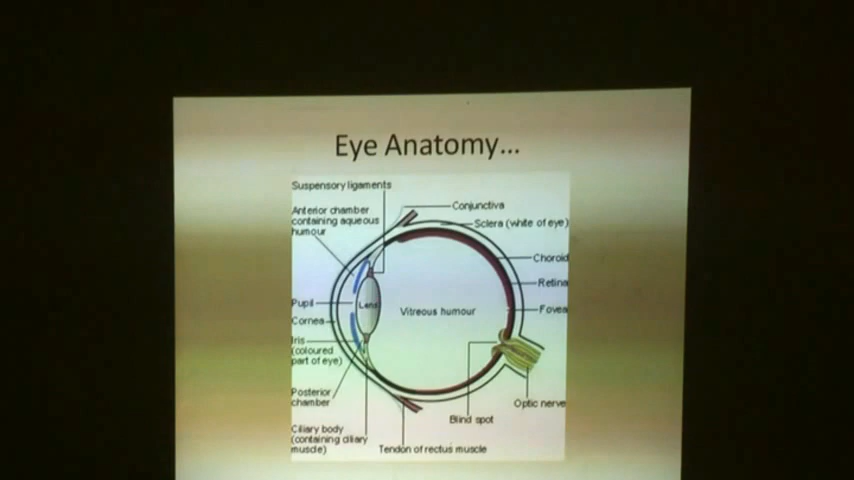 Eye Anatomy...
Suspensory ligaments
Anterior chamber
containing aqueous
humour
Conjunctiva
Sclera (white of eye)
Choroid
Retina
Fovea
Pupil
Lens
Vitreous humour
Cornea
Iris
(coloured
part of eye)
Posterior
chamber
Optic nerve
Blind spot
Ciliary body
(containing ciliary
muscle)
Tendon of rectus muscle